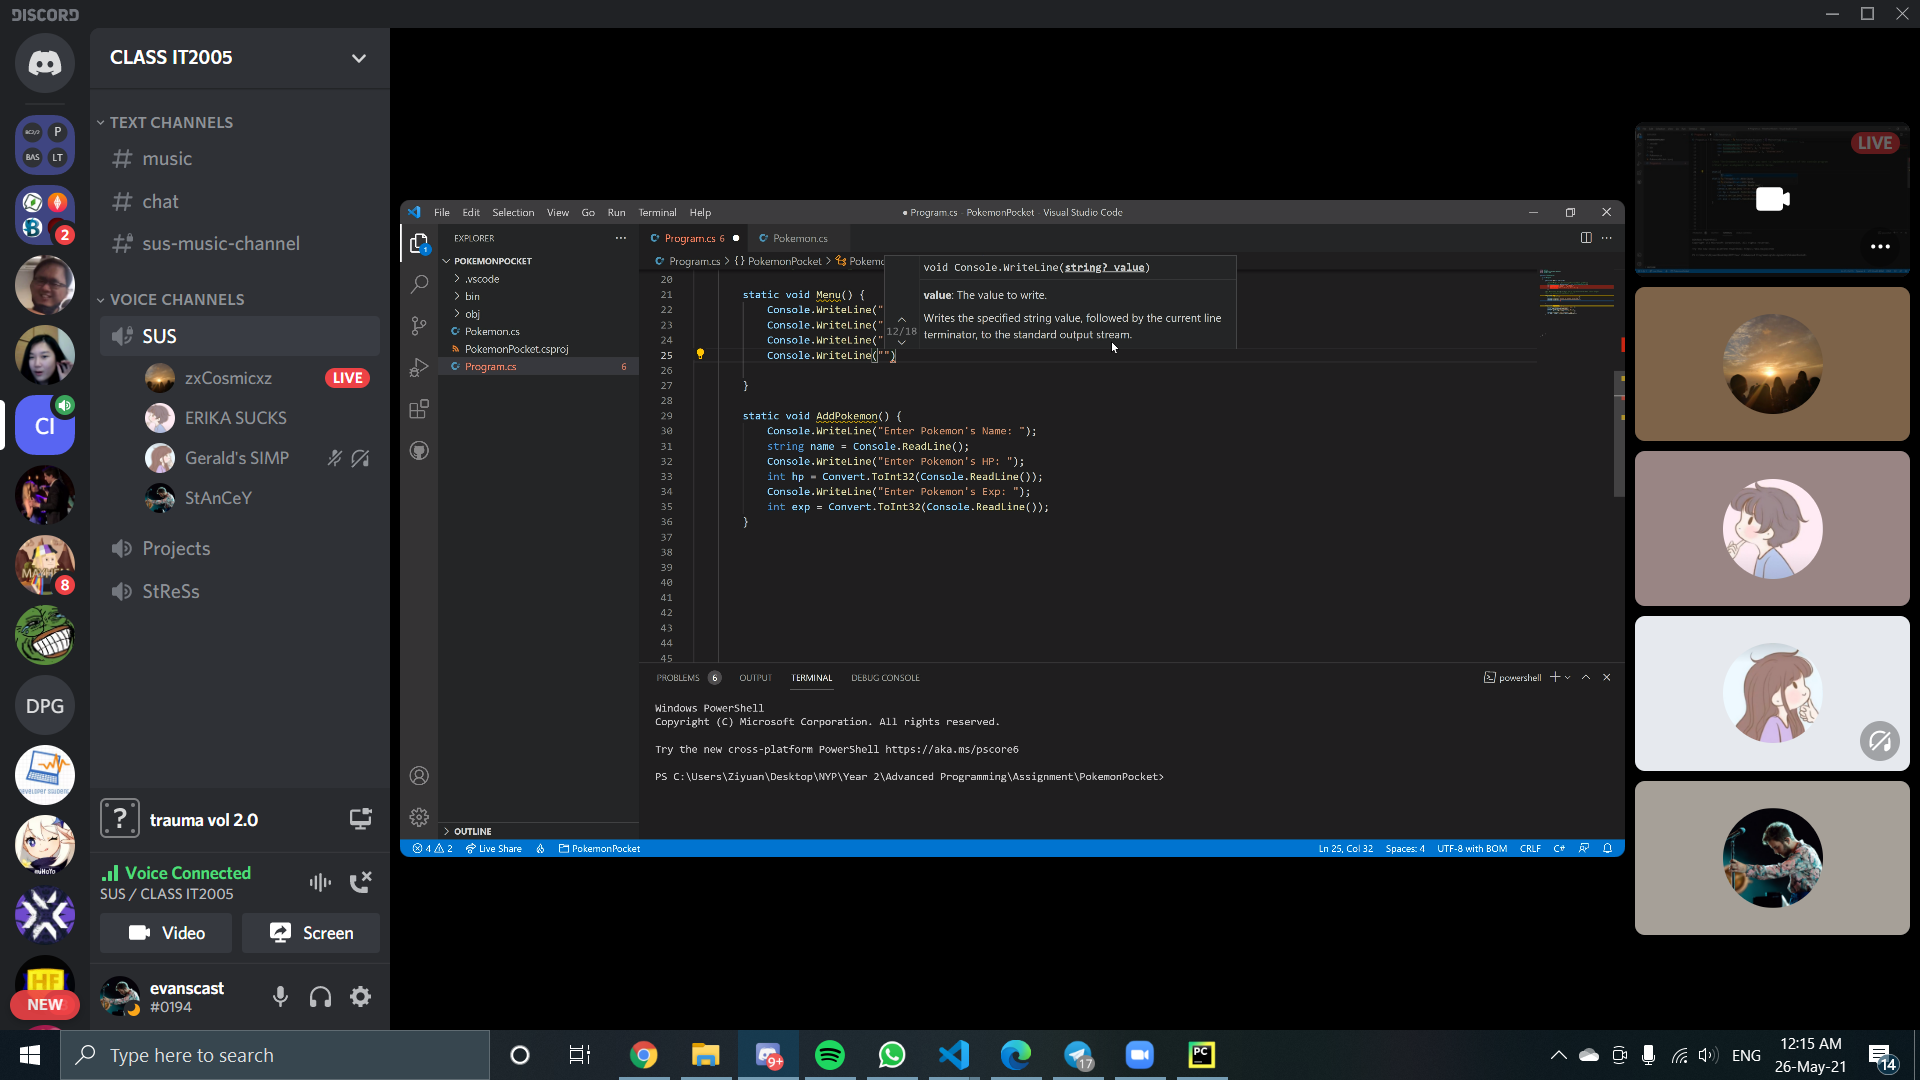 DISCORD
CLASS IT2005
TEXT CHANNELS
music
chat
sus-music-channel
VOICE CHANNELS
SUS
zxCosmicxz LIVE
ERIKA SUCKS
Gerald's SIMP
StAnCeY
Projects
StReSs
? trauma vol 2.0
Voice Connected
SUS / CLASS IT2005
Video Screen
evanscast
#0194
P
BAS LT
2
CI
8
DPG
miHoYo
HF
NEW
File Edit Selection View Go Run Terminal Help
● Program.cs - PokemonPocket - Visual Studio Code
1
EXPLORER
POKEMONPOCKET
.vscode
bin
obj
Pokemon.cs
PokemonPocket.csproj
Program.cs 6
OUTLINE
Program.cs 6 Pokemon.cs
Program.cs > {} PokemonPocket >
void Console.WriteLine(string? value)
value: The value to write.
12/18
Writes the specified string value, followed by the current line
terminator, to the standard output stream.
20
21 static void Menu() {
22 Console.WriteLine("
23 Console.WriteLine("
24 Console.WriteLine("
25 Console.WriteLine("")
26
27 }
28
29 static void AddPokemon() {
30 Console.WriteLine("Enter Pokemon's Name: ");
31 string name = Console.ReadLine();
32 Console.WriteLine("Enter Pokemon's HP: ");
33 int hp = Convert.ToInt32(Console.ReadLine());
34 Console.WriteLine("Enter Pokemon's Exp: ");
35 int exp = Convert.ToInt32(Console.ReadLine());
36 }
37
38
39
40
41
42
43
44
45
PROBLEMS 6 OUTPUT TERMINAL DEBUG CONSOLE
powershell
Windows PowerShell
Copyright (C) Microsoft Corporation. All rights reserved.
Try the new cross-platform PowerShell https://aka.ms/pscore6
PS C:\Users\Ziyuan\Desktop\NYP\Year 2\Advanced Programming\Assignment\PokemonPocket>
4 2 Live Share PokemonPocket
Ln 25, Col 32 Spaces: 4 UTF-8 with BOM CRLF C#
LIVE
Type here to search
9+
17
PC
ENG
12:15 AM
26-May-21
14